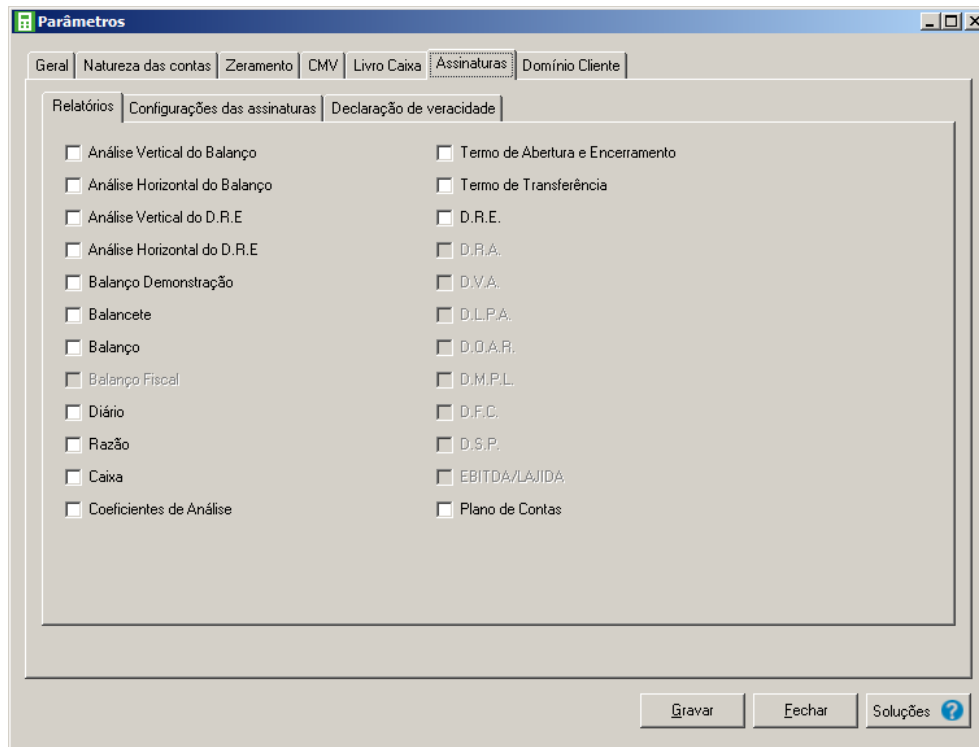 Parâmetros
Geral Natureza das contas Zeramento CMV Livro Caixa Assinaturas Domínio Cliente
Relatórios Configurações das assinaturas Declaração de veracidade
Análise Vertical do Balanço
Análise Horizontal do Balanço
Análise Vertical do D.R.E
Análise Horizontal do D.R.E
Balanço Demonstração
Balancete
Balanço
Balanço Fiscal
Diário
Razão
Caixa
Coeficientes de Análise
Termo de Abertura e Encerramento
Termo de Transferência
D.R.E.
D.R.A.
D.V.A.
D.L.P.A.
D.O.A.R.
D.M.P.L.
D.F.C.
D.S.P.
EBITDA/LAJIDA
Plano de Contas
Gravar Fechar Soluções ?